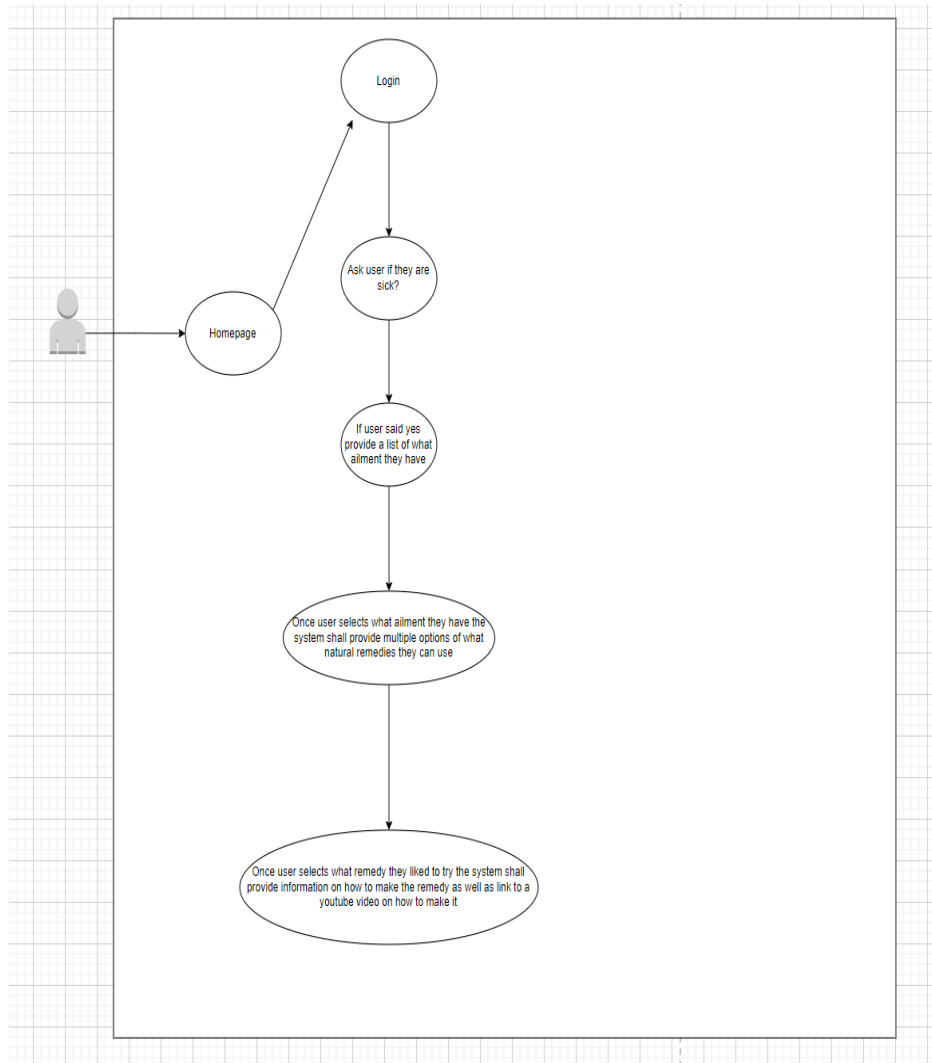 Login
Ask user if they are
sick?
Homepage
If user said yes
provide a list of what
ailment they have
Once user selects what ailment they have the
system shall provide multiple options of what
natural remedies they can use
Once user selects what remedy they liked to try the system shall
provide information on how to make the remedy as well as link to a
youtube video on how to make it